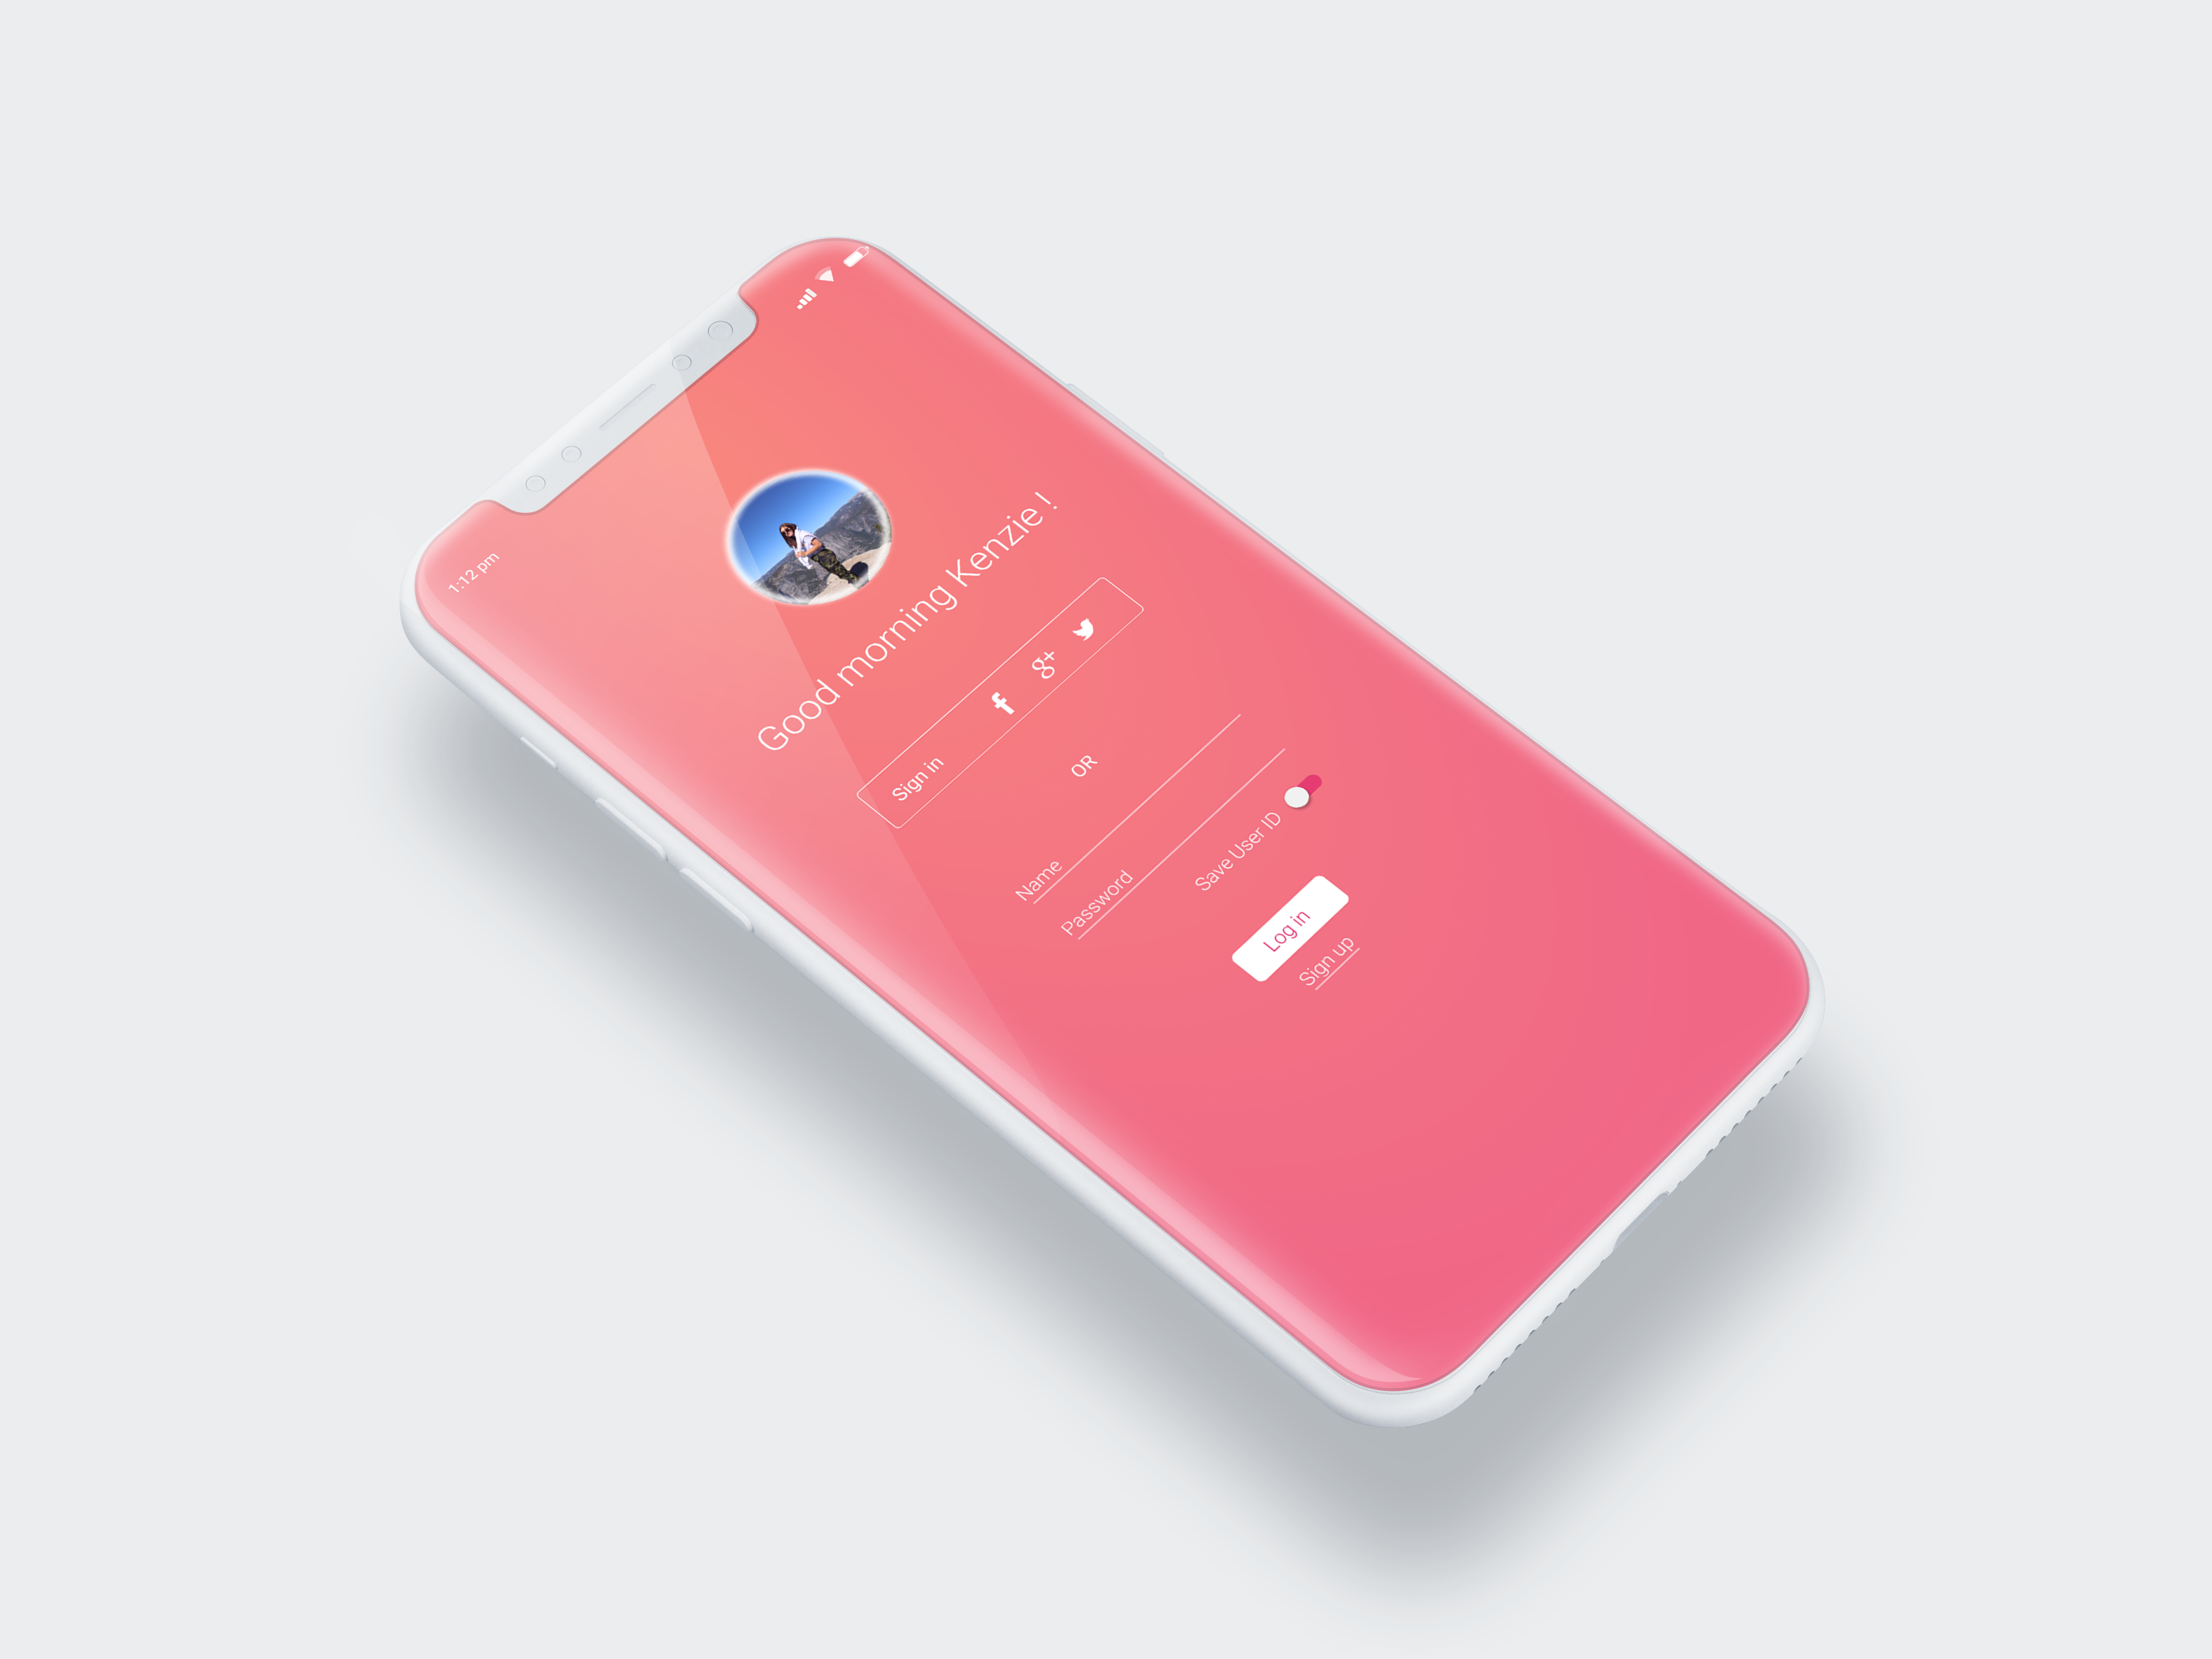 1:12 pm
Good morning Kenzie !
Sign in f g+
OR
Name
Password
Save User ID
Log in
Sign up